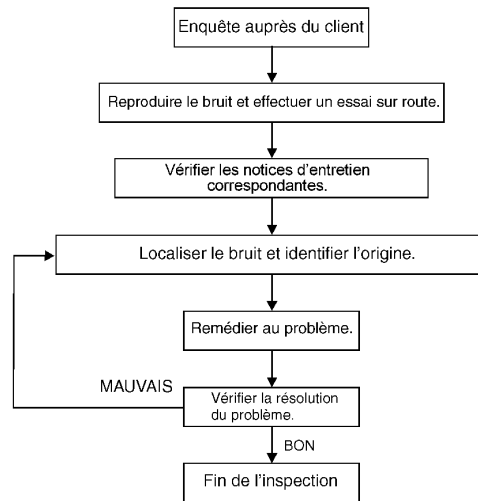 Enquête auprès du client
Reproduire le bruit et effectuer un essai sur route.
Vérifier les notices d'entretien
correspondantes.
Localiser le bruit et identifier l'origine.
Remédier au problème.
MAUVAIS
Vérifier la résolution
du problème.
BON
Fin de l'inspection